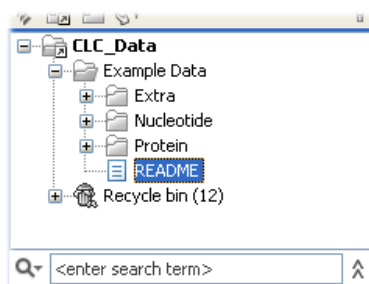 CLC_Data
Example Data
Extra
Nucleotide
Protein
README
Recycle bin (12)
<enter search term>